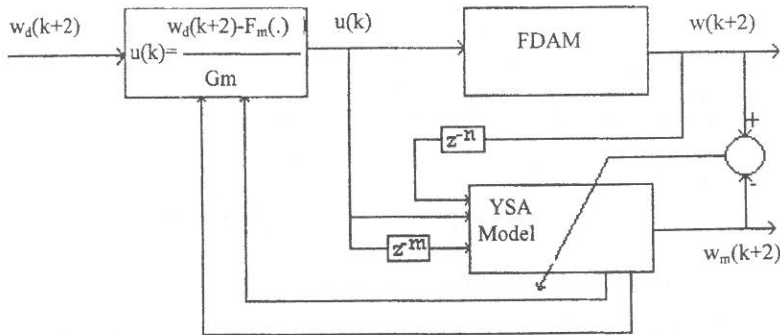 w_d(k+2)
u(k)= w_d(k+2)-F_m(.)
Gm
u(k)
FDAM
w(k+2)
z^-n
+
-
YSA
Model
z^-m
w_m(k+2)